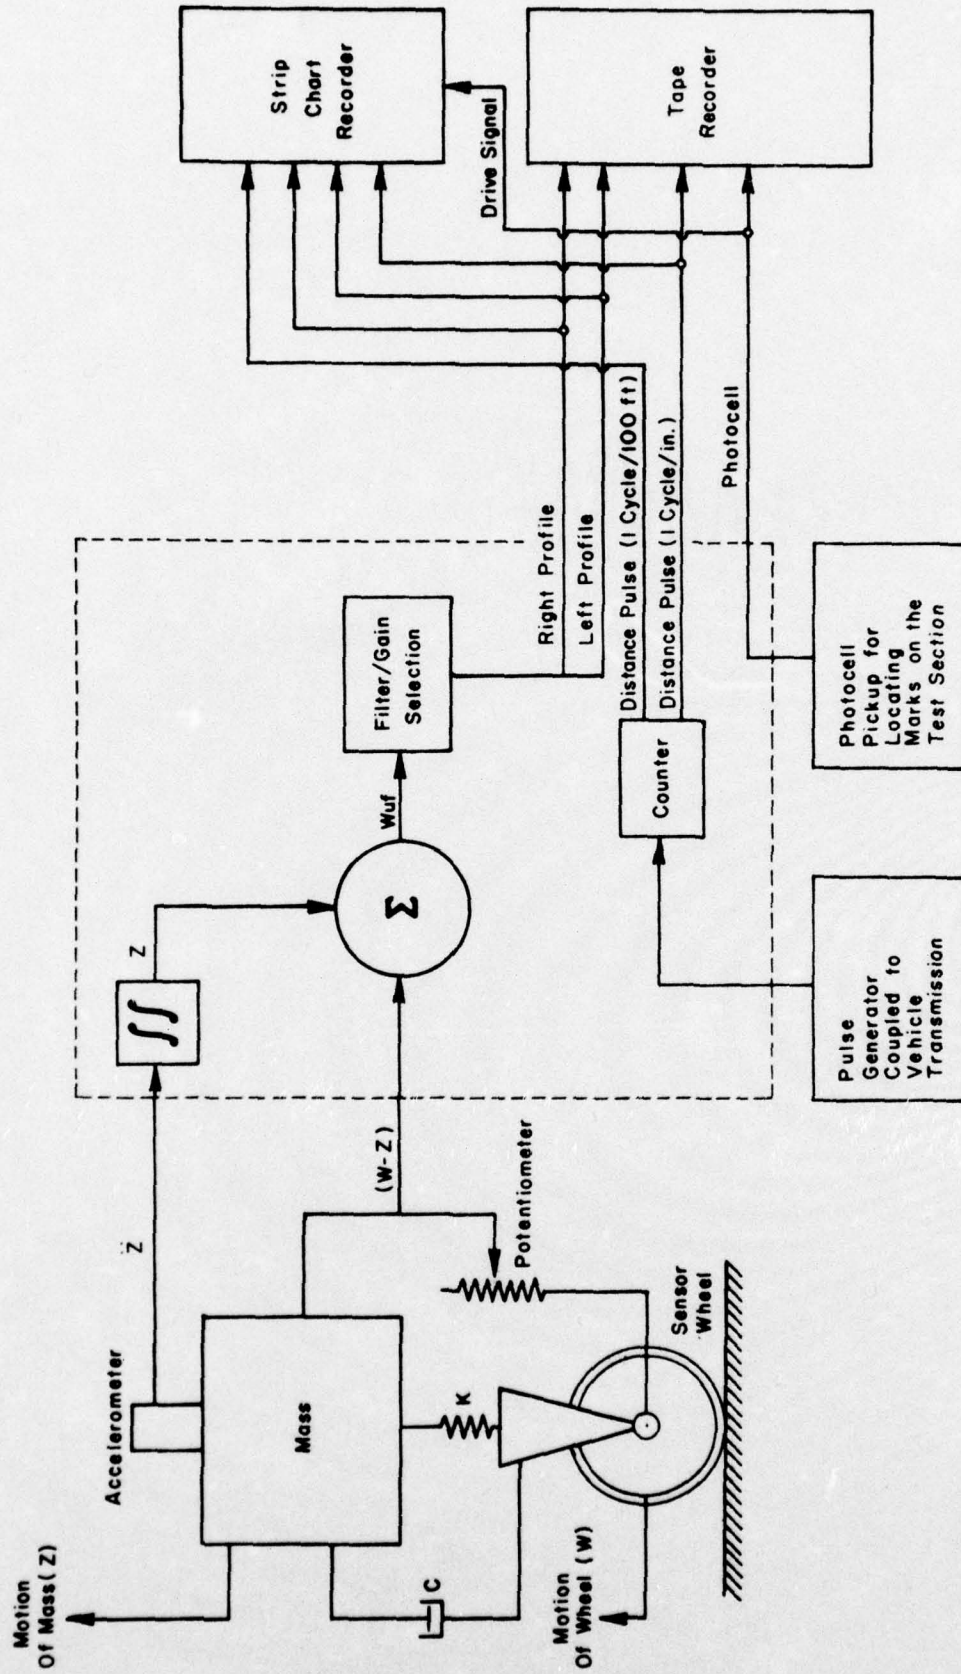 Motion
Of Mass(Z)
Accelerometer
Z̈
Z
∫∫
Mass
K
C
Motion
Of Wheel (W)
Sensor
Wheel
Potentiometer
(W-Z)
Σ
Wuf
Filter/Gain
Selection
Right Profile
Left Profile
Distance Pulse (1 Cycle/100 ft)
Distance Pulse (1 Cycle/in.)
Counter
Pulse
Generator
Coupled to
Vehicle
Transmission
Photocell
Pickup for
Locating
Marks on the
Test Section
Photocell
Drive Signal
Strip
Chart
Recorder
Tape
Recorder